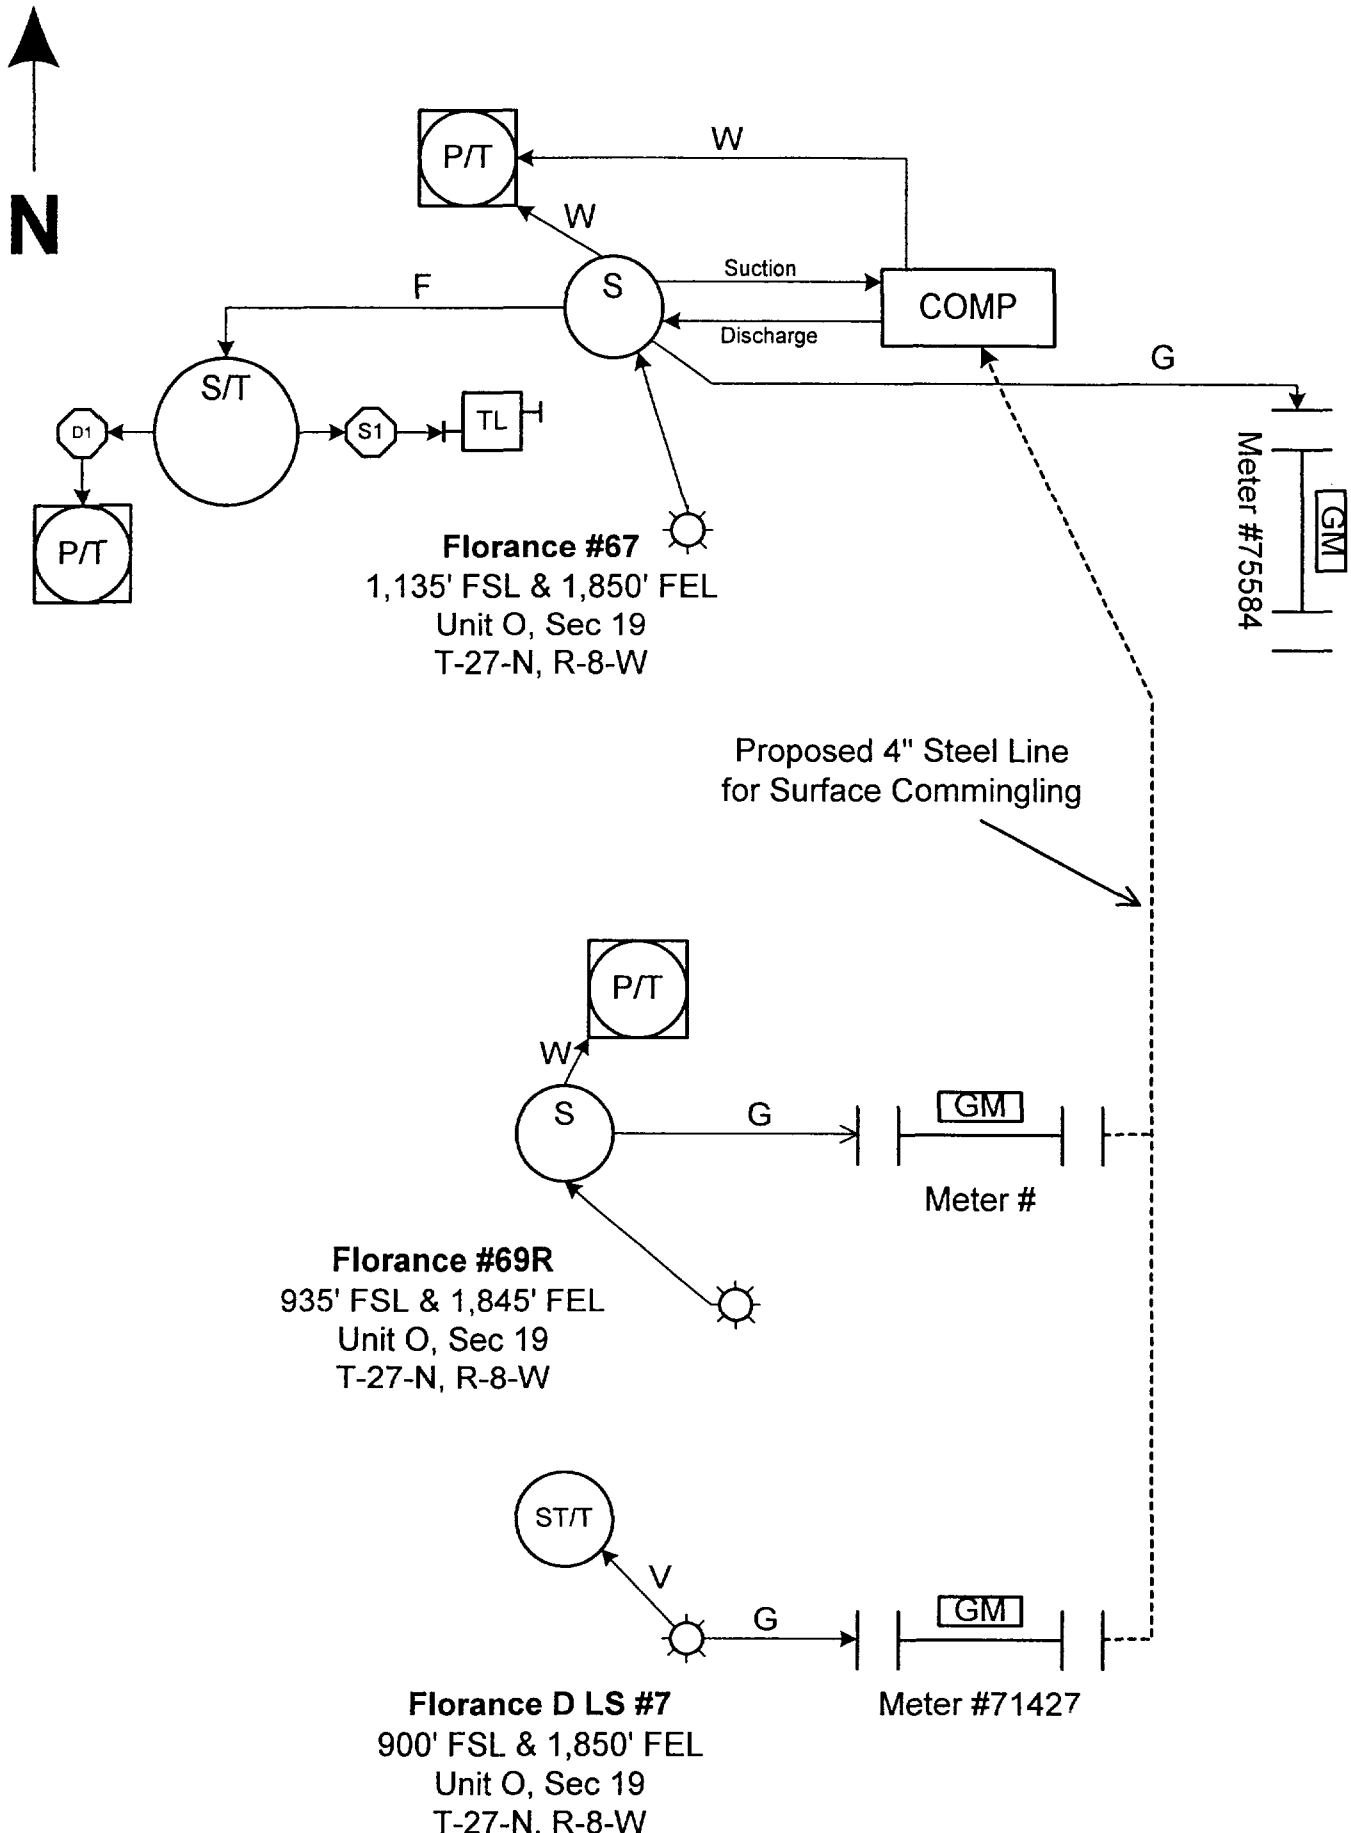 N
P/T
W
W
S
Suction
Discharge
COMP
F
G
S/T
D1
S1
TL
P/T
Meter #75584
GM
Florance #67
1,135' FSL & 1,850' FEL
Unit O, Sec 19
T-27-N, R-8-W
Proposed 4" Steel Line
for Surface Commingling
P/T
W
S
G
GM
Meter #
Florance #69R
935' FSL & 1,845' FEL
Unit O, Sec 19
T-27-N, R-8-W
ST/T
V
G
GM
Florance D LS #7
Meter #71427
900' FSL & 1,850' FEL
Unit O, Sec 19
T-27-N, R-8-W